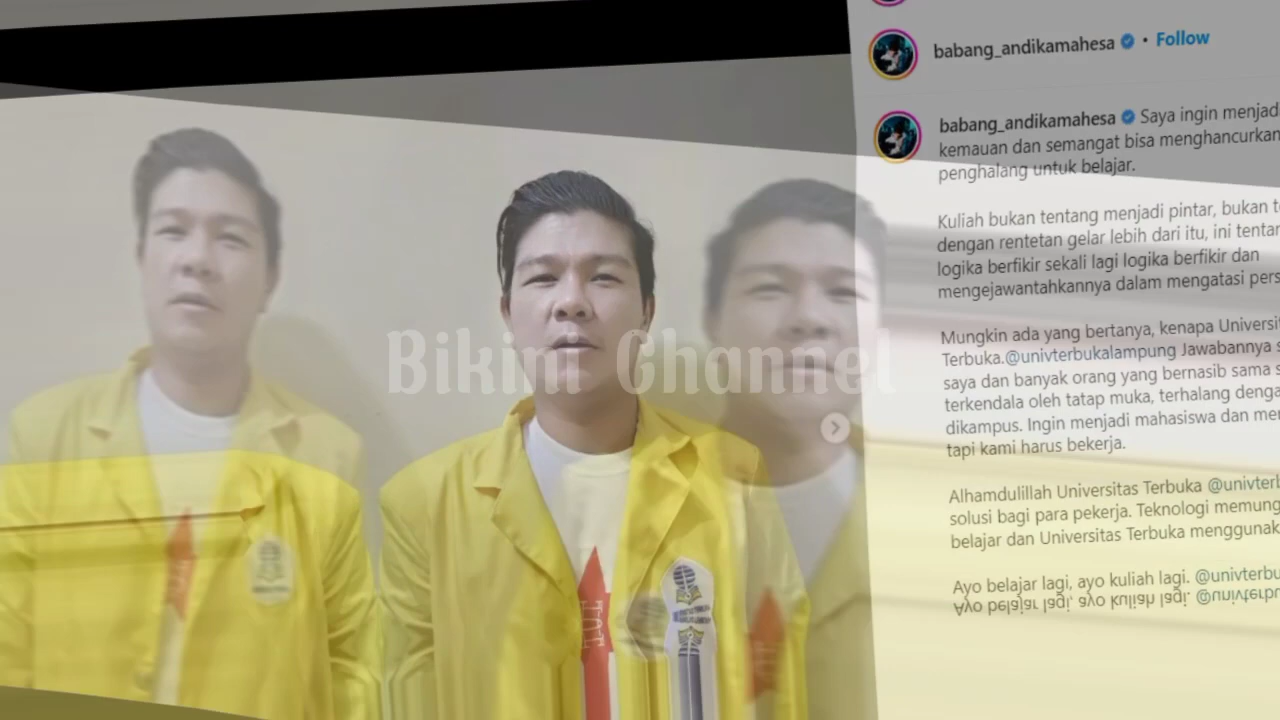 babang_andikamahesa • Follow
babang_andikamahesa Saya ingin menjad
kemauan dan semangat bisa menghancurkan
penghalang untuk belajar.
Kuliah bukan tentang menjadi pintar, bukan te
dengan rentetan gelar lebih dari itu, ini tentan
logika berfikir sekali lagi logika berfikir dan
mengejawantahkannya dalam mengatasi pers
Mungkin ada yang bertanya, kenapa Universit
Terbuka.@univterbukalampung Jawabannya s
saya dan banyak orang yang bernasib sama s
terkendala oleh tatap muka, terhalang denga
dikampus. Ingin menjadi mahasiswa dan me
tapi kami harus bekerja.
Alhamdulillah Universitas Terbuka @univterb
solusi bagi para pekerja. Teknologi memung
belajar dan Universitas Terbuka menggunak
Ayo belajar lagi, ayo kuliah lagi. @univterbu
Bikini Channel